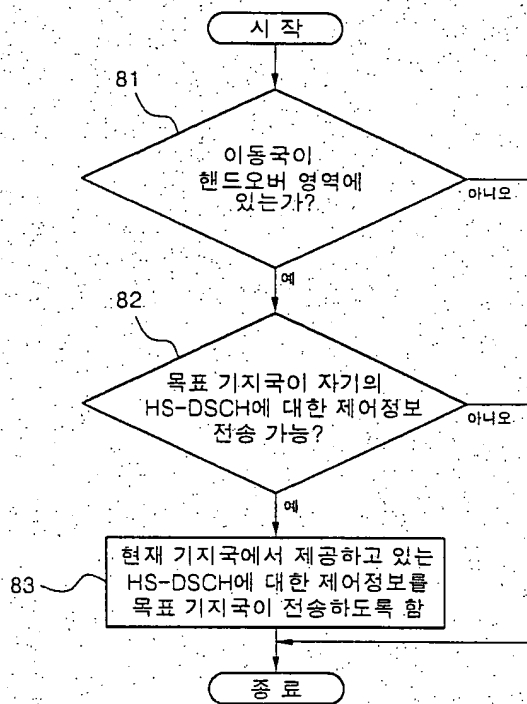 시 작
81
이동국이
핸드오버 영역에
있는가?
아니오
예
82
목표 기지국이 자기의
HS-DSCH에 대한 제어정보
전송 가능?
아니오
예
83
현재 기지국에서 제공하고 있는
HS-DSCH에 대한 제어정보를
목표 기지국이 전송하도록 함
종 료